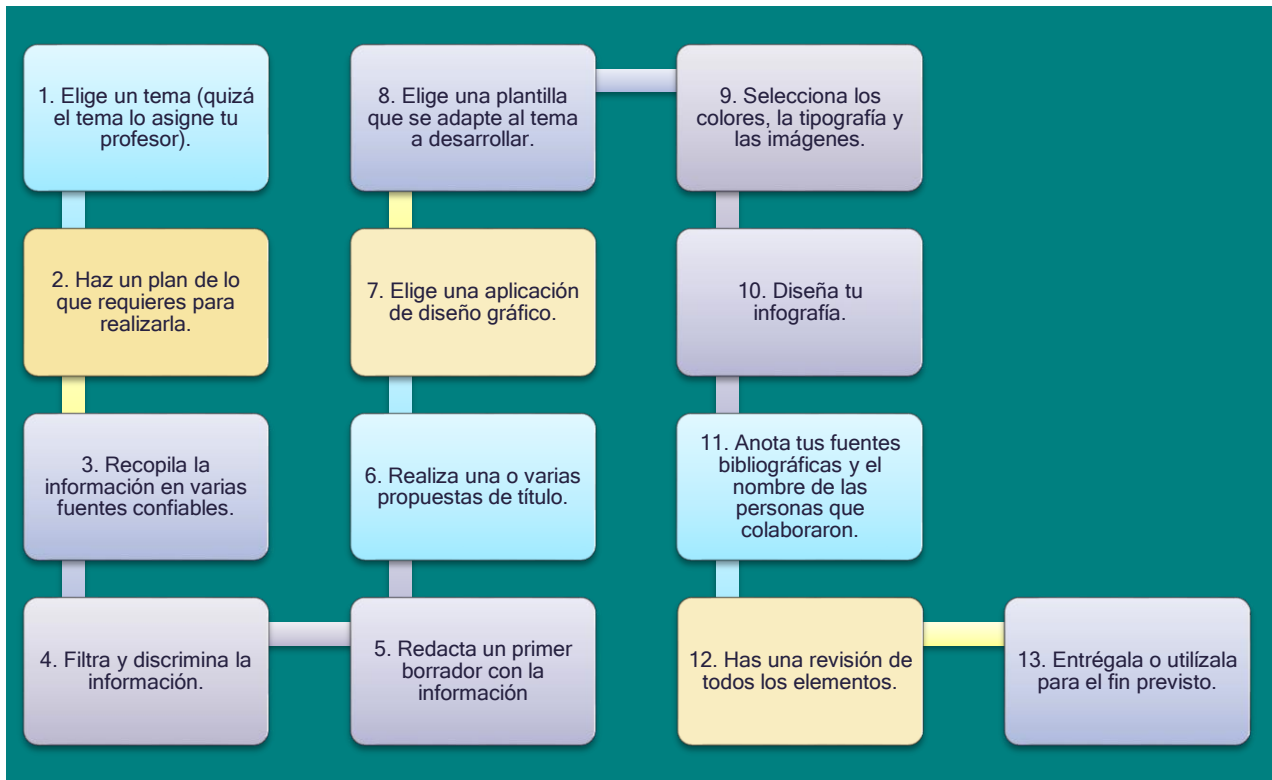 1. Elige un tema (quizá
el tema lo asigne tu
profesor).
2. Haz un plan de lo
que requieres para
realizarla.
3. Recopila la
información en varias
fuentes confiables.
4. Filtra y discrimina la
información.
5. Redacta un primer
borrador con la
información
6. Realiza una o varias
propuestas de título.
7. Elige una aplicación
de diseño gráfico.
8. Elige una plantilla
que se adapte al tema
a desarrollar.
9. Selecciona los
colores, la tipografía y
las imágenes.
10. Diseña tu
infografía.
11. Anota tus fuentes
bibliográficas y el
nombre de las
personas que
colaboraron.
12. Has una revisión de
todos los elementos.
13. Entrégala o utilízala
para el fin previsto.